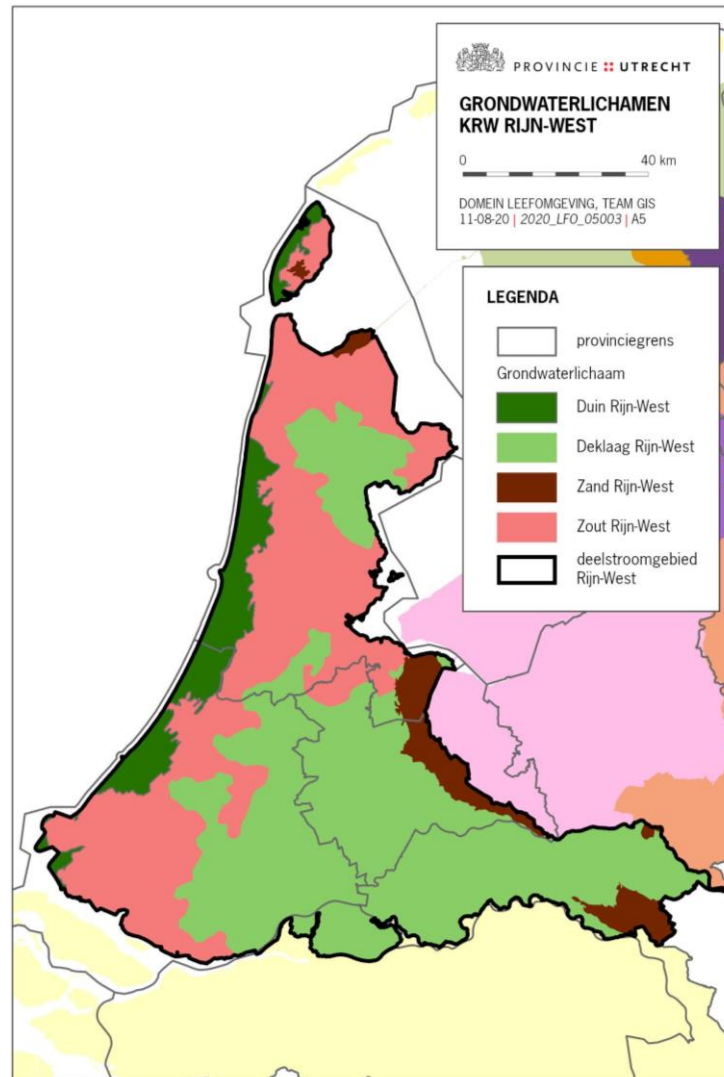 PROVINCIE UTRECHT
GRONDWATERLICHAMEN
KRW RIJN-WEST
0 40 km
DOMEIN LEEFOMGEVING, TEAM GIS
11-08-20 | 2020_LFO_05003 | A5
LEGENDA
provinciegrens
Grondwaterlichaam
Duin Rijn-West
Deklaag Rijn-West
Zand Rijn-West
Zout Rijn-West
deelstroomgebied
Rijn-West